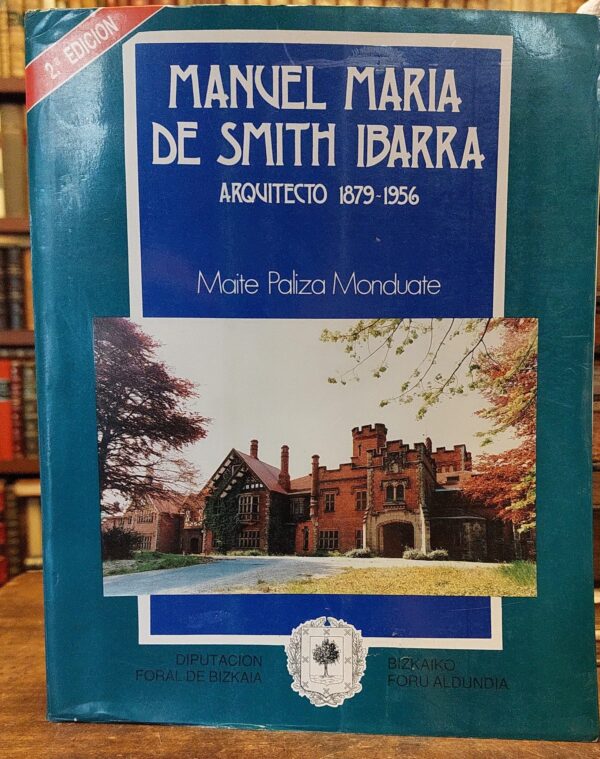 2.ª EDICION
MANUEL MARIA
DE SMITH IBARRA
ARQUITECTO 1879-1956
Maite Paliza Monduate
DIPUTACION
FORAL DE BIZKAIA
BIZKAIKO
FORU ALDUNDIA